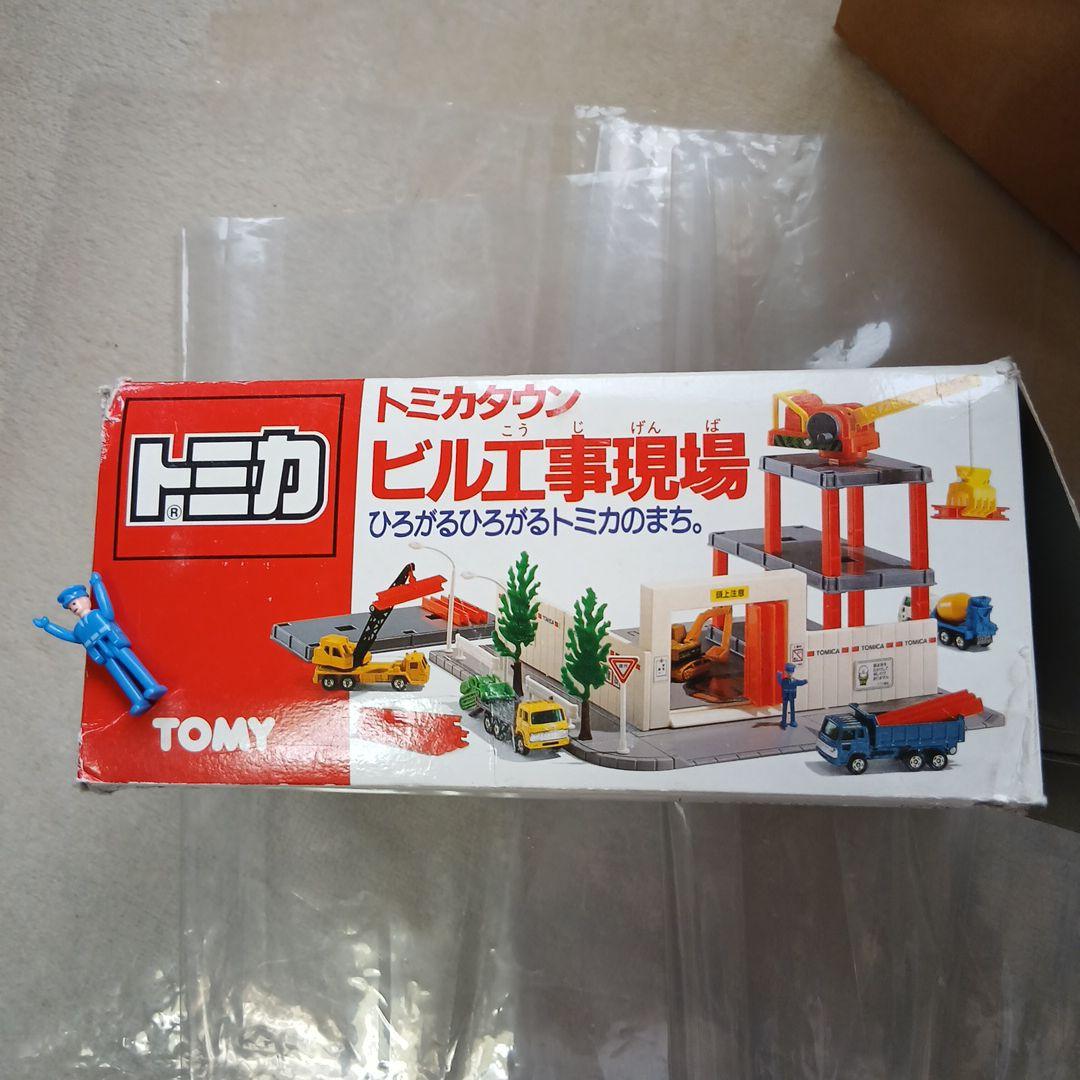 トミカ
®
TOMY
トミカタウン
こうじげんば
ビル工事現場
ひろがるひろがるトミカのまち。
頭上注意
TOMICA
TOMICA
TOMICA